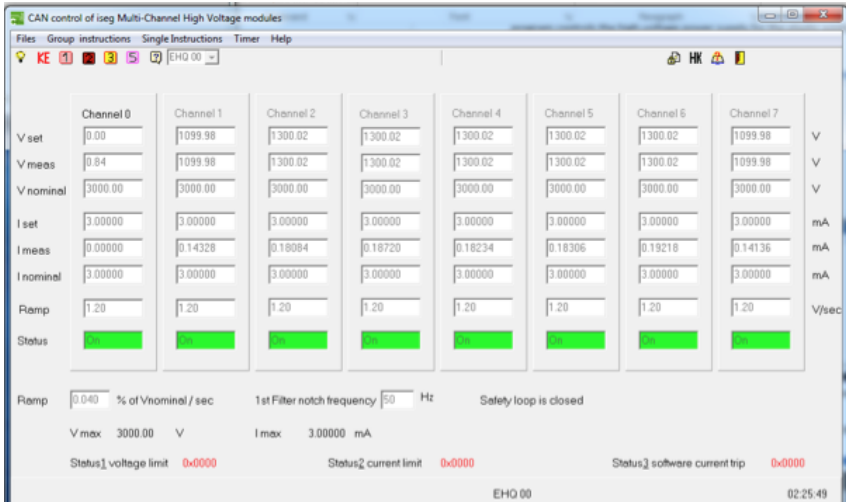 CAN control of iseg Multi-Channel High Voltage modules
Files Group instructions Single Instructions Timer Help
KE 1 2 3 5 EHQ 00 HK
Channel 0 Channel 1 Channel 2 Channel 3 Channel 4 Channel 5 Channel 6 Channel 7
V set 0.00 1099.98 1300.02 1300.02 1300.02 1300.02 1300.02 1099.98 V
V meas 0.84 1099.98 1300.02 1300.02 1300.02 1300.02 1300.02 1099.98 V
V nominal 3000.00 3000.00 3000.00 3000.00 3000.00 3000.00 3000.00 3000.00 V
I set 3.00000 3.00000 3.00000 3.00000 3.00000 3.00000 3.00000 3.00000 mA
I meas 0.00000 0.14328 0.18084 0.18720 0.18234 0.18306 0.19218 0.14136 mA
I nominal 3.00000 3.00000 3.00000 3.00000 3.00000 3.00000 3.00000 3.00000 mA
Ramp 1.20 1.20 1.20 1.20 1.20 1.20 1.20 1.20 V/sec
Status On On On On On On On On
Ramp 0.040 % of Vnominal / sec 1st Filter notch frequency 50 Hz Safety loop is closed
V max 3000.00 V I max 3.00000 mA
Status1 voltage limit 0x0000 Status2 current limit 0x0000 Status3 software current trip 0x0000
EHQ 00 02:25:49